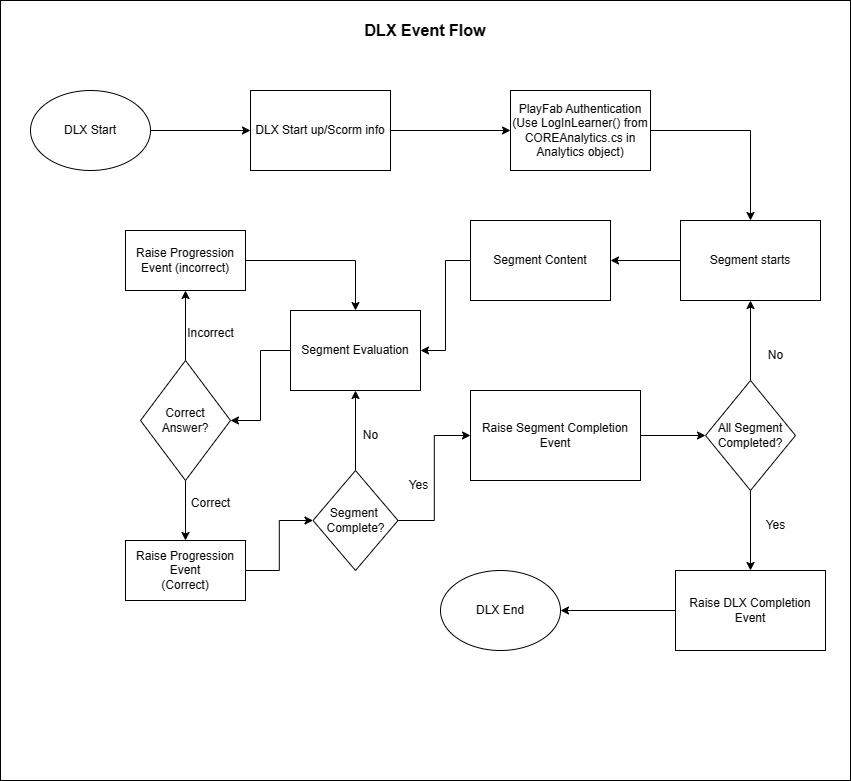 DLX Event Flow
DLX Start
DLX Start up/Scorm info
PlayFab Authentication
(Use LogInLearner() from
COREAnalytics.cs in
Analytics object)
Raise Progression
Event (incorrect)
Segment Content
Segment starts
Incorrect
Segment Evaluation
No
Correct
Answer?
No
Raise Segment Completion
Event
All Segment
Completed?
Yes
Correct
Segment
Complete?
Yes
Raise Progression
Event
(Correct)
DLX End
Raise DLX Completion
Event